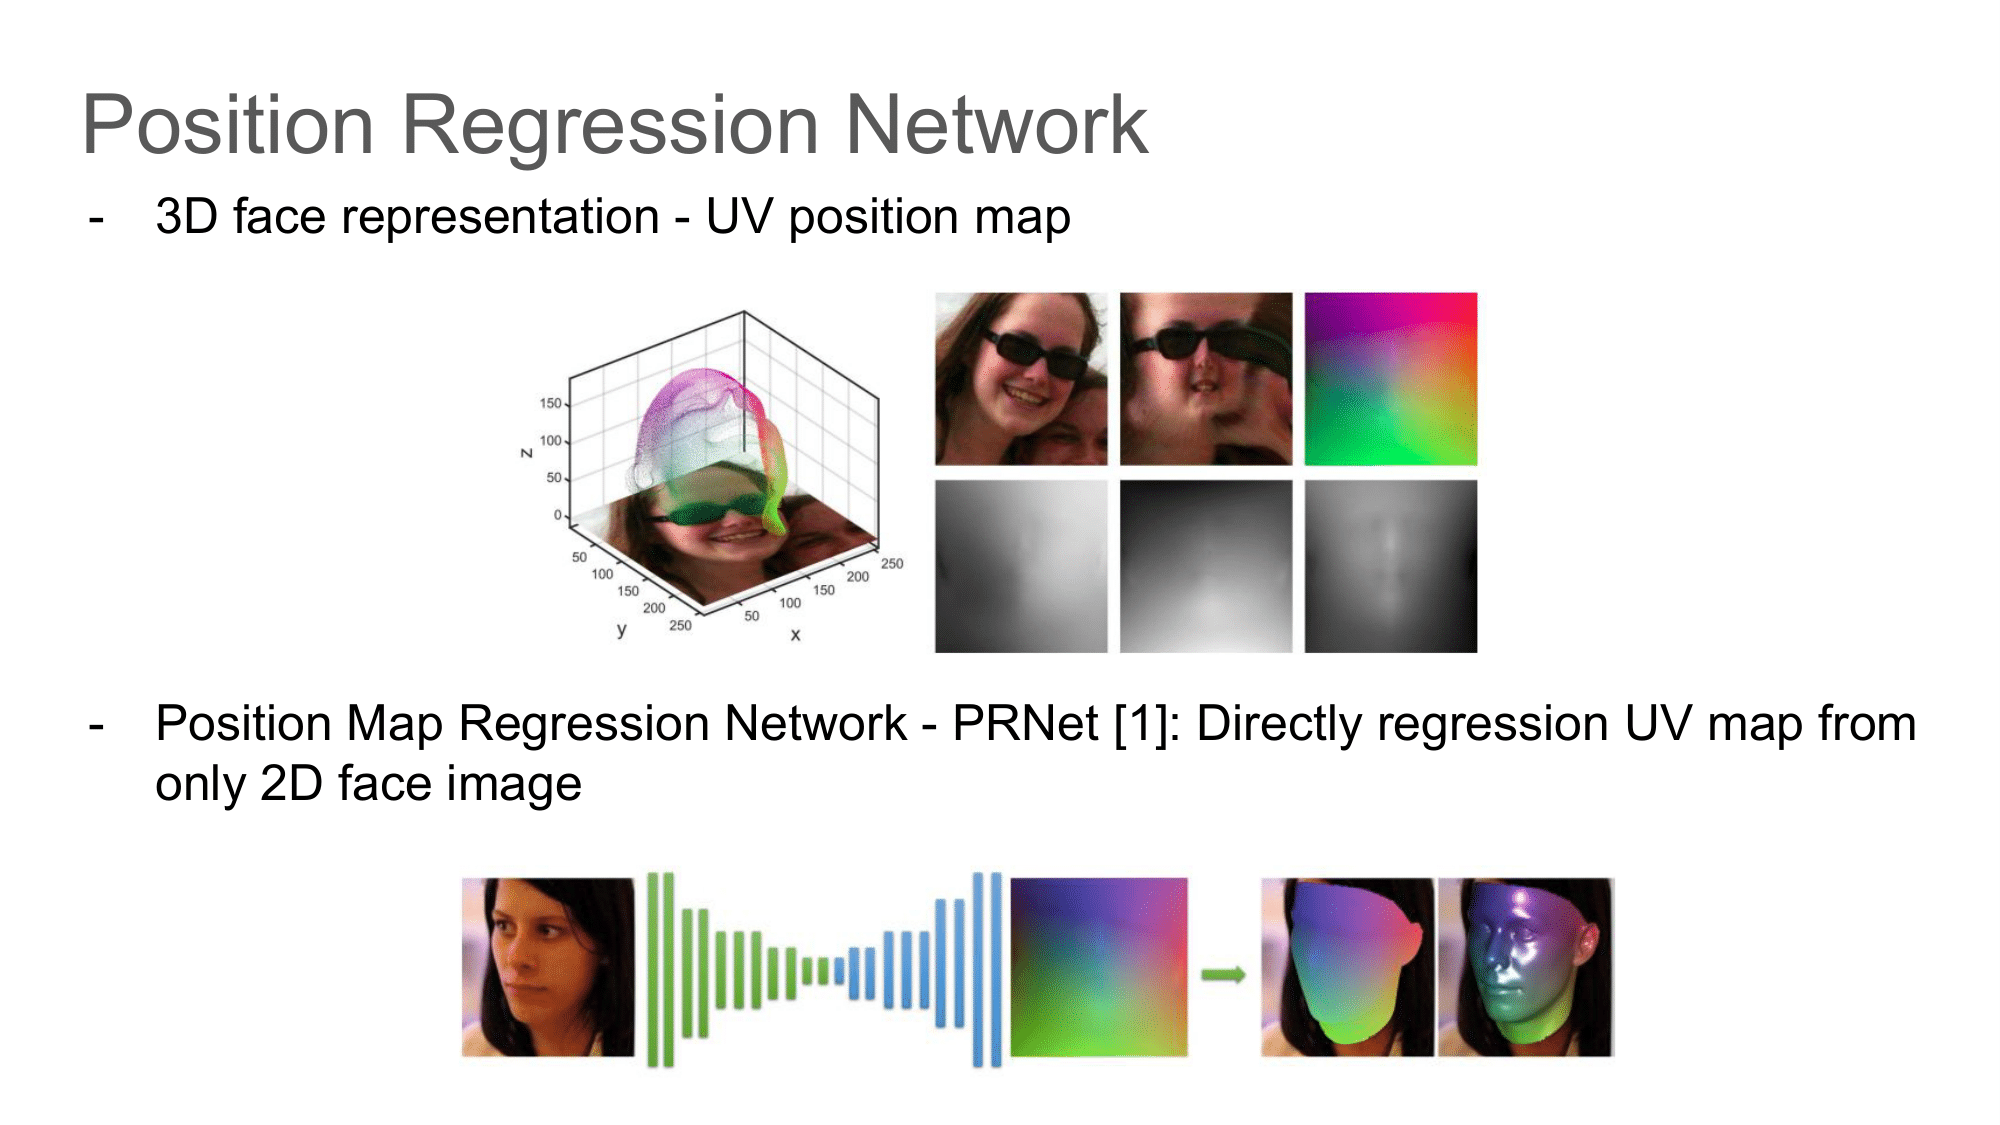 Position Regression Network
- 3D face representation - UV position map
150
100
50
0
z
50
100
150
200
250
y
50
100
150
200
250
x
- Position Map Regression Network - PRNet [1]: Directly regression UV map from
only 2D face image